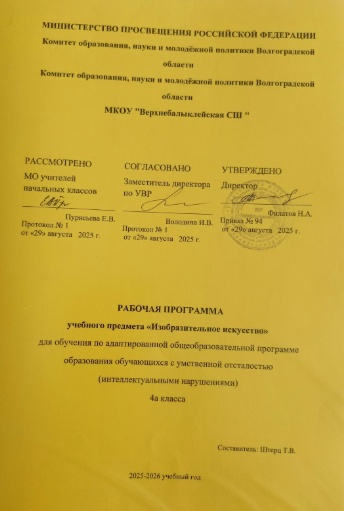 МИНИСТЕРСТВО ПРОСВЕЩЕНИЯ РОССИЙСКОЙ ФЕДЕРАЦИИ
Комитет образования, науки и молодёжной политики Волгоградской
области
Комитет образования, науки и молодёжной политики Волгоградской
области
МКОУ "Верхнебалыклейская СШ "
РАССМОТРЕНО
МО учителей
начальных классов
Пурысьева Е.В.
Протокол № 1
от «29» августа 2025 г.
СОГЛАСОВАНО
Заместитель директора
по УВР
Володина И.В.
Протокол № 1
от «29» августа 2025 г.
УТВЕРЖДЕНО
Директор
Филатов Н.А.
Приказ № 94
от «29» августа 2025 г.
РАБОЧАЯ ПРОГРАММА
учебного предмета «Изобразительное искусство»
для обучения по адаптированной общеобразовательной программе
образования обучающихся с умственной отсталостью
(интеллектуальными нарушениями)
4а класса
Составитель: Штерц Т.В.
2025-2026 учебный год